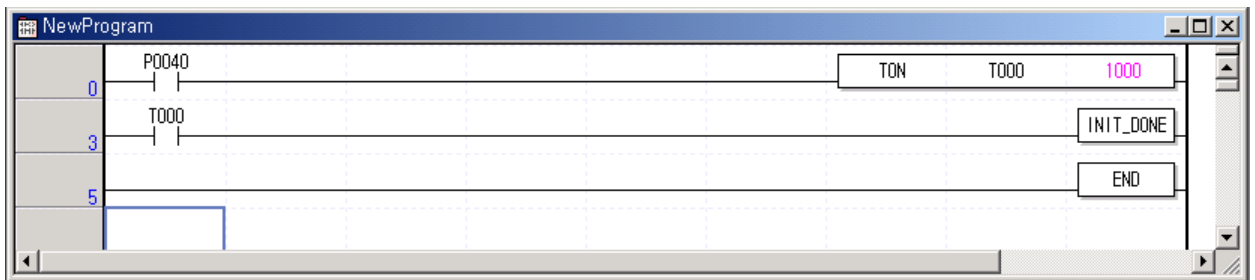 NewProgram
P0040
TON T000 1000
0
T000
INIT_DONE
3
END
5